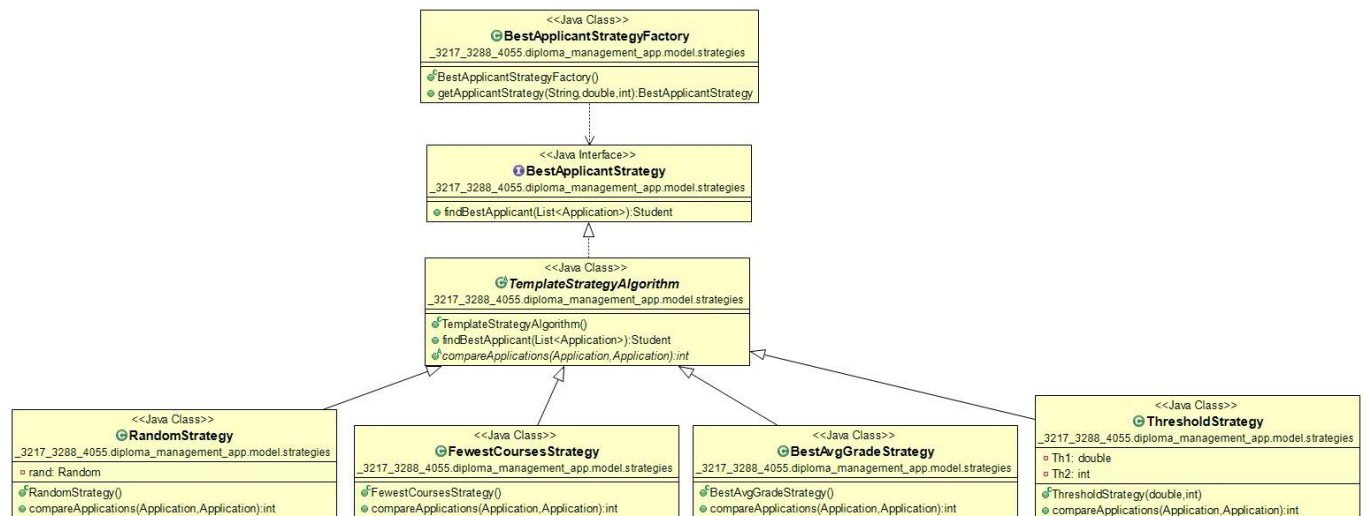 <<Java Class>>
BestApplicantStrategyFactory
_3217_3288_4055.diploma_management_app.model.strategies
BestApplicantStrategyFactory()
getApplicantStrategy(String,double,int):BestApplicantStrategy
<<Java Interface>>
BestApplicantStrategy
_3217_3288_4055.diploma_management_app.model.strategies
findBestApplicant(List<Application>):Student
<<Java Class>>
TemplateStrategyAlgorithm
_3217_3288_4055.diploma_management_app.model.strategies
TemplateStrategyAlgorithm()
findBestApplicant(List<Application>):Student
compareApplications(Application,Application):int
<<Java Class>>
RandomStrategy
_3217_3288_4055.diploma_management_app.model.strategies
rand: Random
RandomStrategy()
compareApplications(Application,Application):int
<<Java Class>>
FewestCoursesStrategy
_3217_3288_4055.diploma_management_app.model.strategies
FewestCoursesStrategy()
compareApplications(Application,Application):int
<<Java Class>>
BestAvgGradeStrategy
_3217_3288_4055.diploma_management_app.model.strategies
BestAvgGradeStrategy()
compareApplications(Application,Application):int
<<Java Class>>
ThresholdStrategy
_3217_3288_4055.diploma_management_app.model.strategies
Th1: double
Th2: int
ThresholdStrategy(double,int)
compareApplications(Application,Application):int